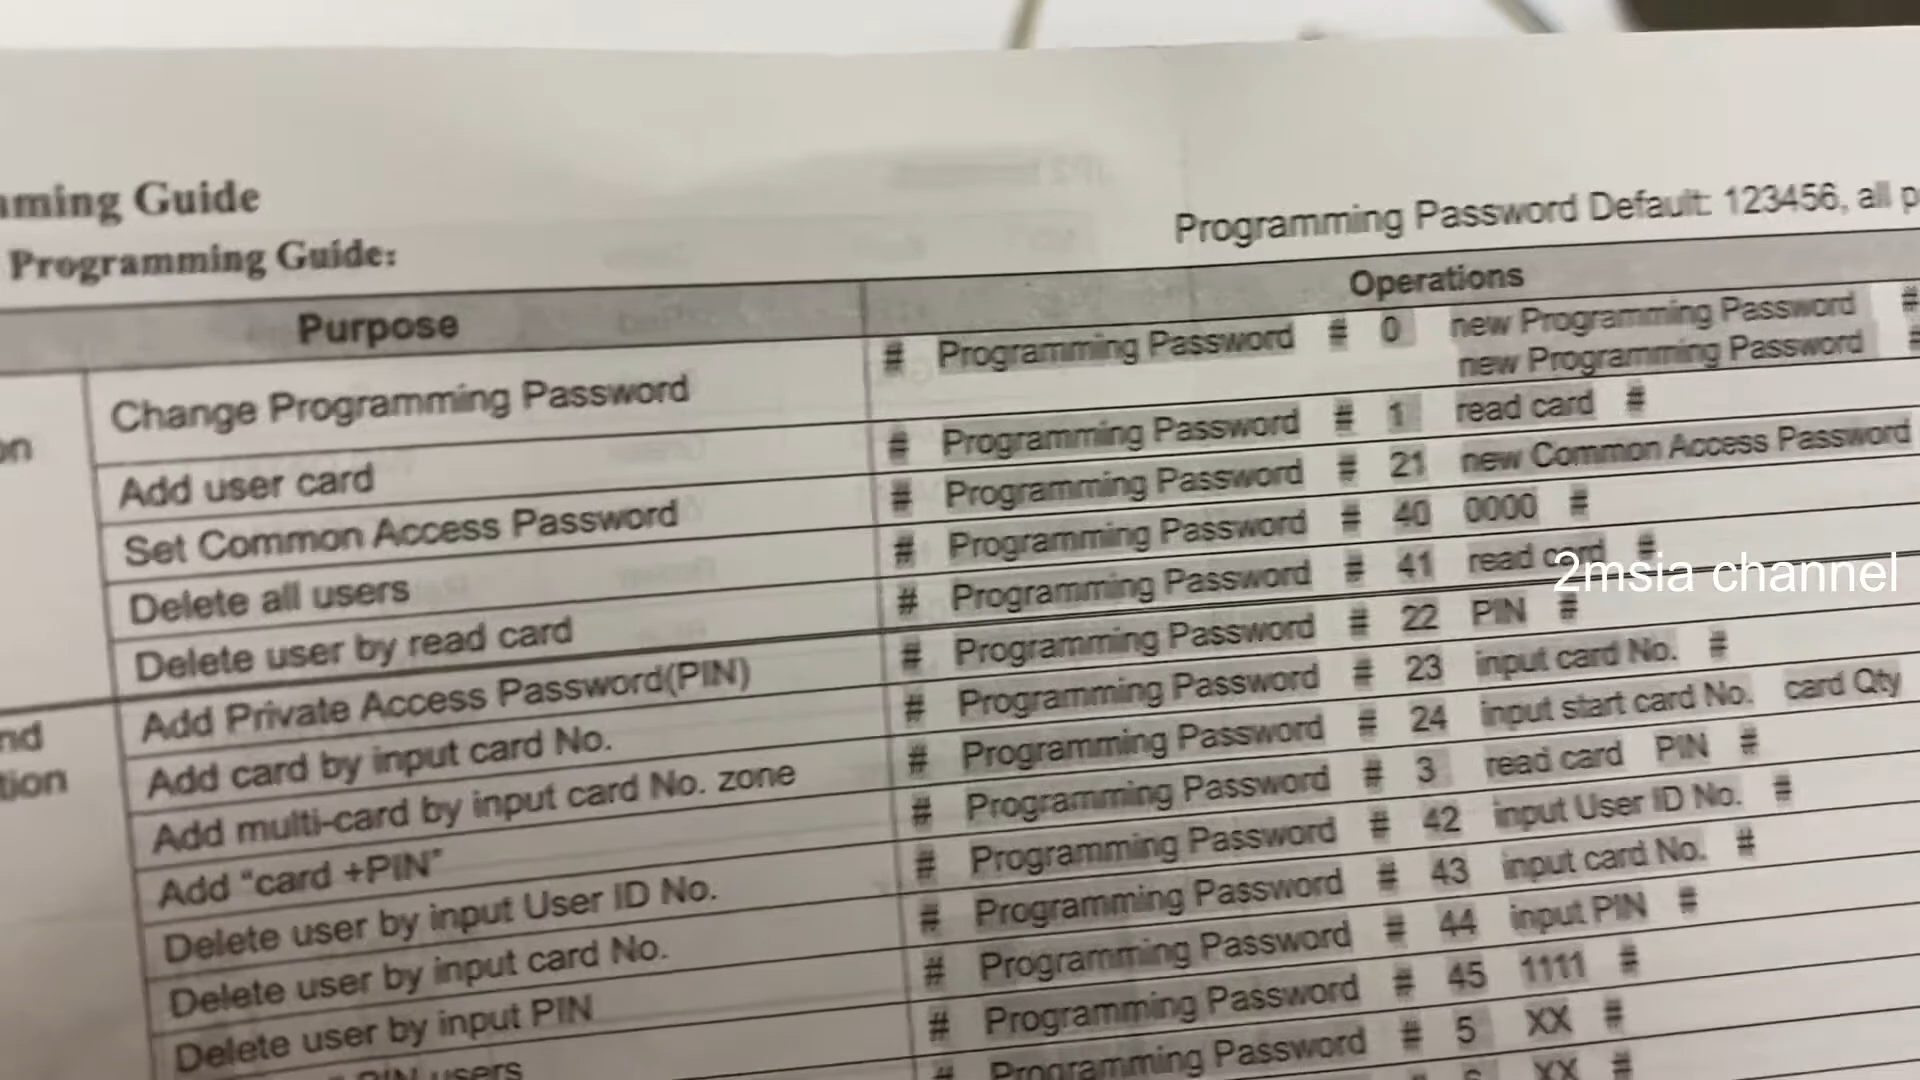 ming Guide
Programming Password Default: 123456, all p
Programming Guide:
Purpose Operations
Change Programming Password # Programming Password # 0 new Programming Password #
new Programming Password #
on
Add user card # Programming Password # 1 read card #
Set Common Access Password # Programming Password # 21 new Common Access Password
Delete all users # Programming Password # 40 0000 #
Delete user by read card # Programming Password # 41 read card #
2msia channel
Add Private Access Password(PIN) # Programming Password # 22 PIN #
nd
Add card by input card No. # Programming Password # 23 input card No. #
tion
Add multi-card by input card No. zone # Programming Password # 24 input start card No. card Qty
Add “card +PIN” # Programming Password # 3 read card PIN #
Delete user by input User ID No. # Programming Password # 42 input User ID No. #
Delete user by input card No. # Programming Password # 43 input card No. #
Delete user by input PIN # Programming Password # 44 input PIN #
PIN users # Programming Password # 45 1111 #
# Programming Password # 5 XX #
XX #